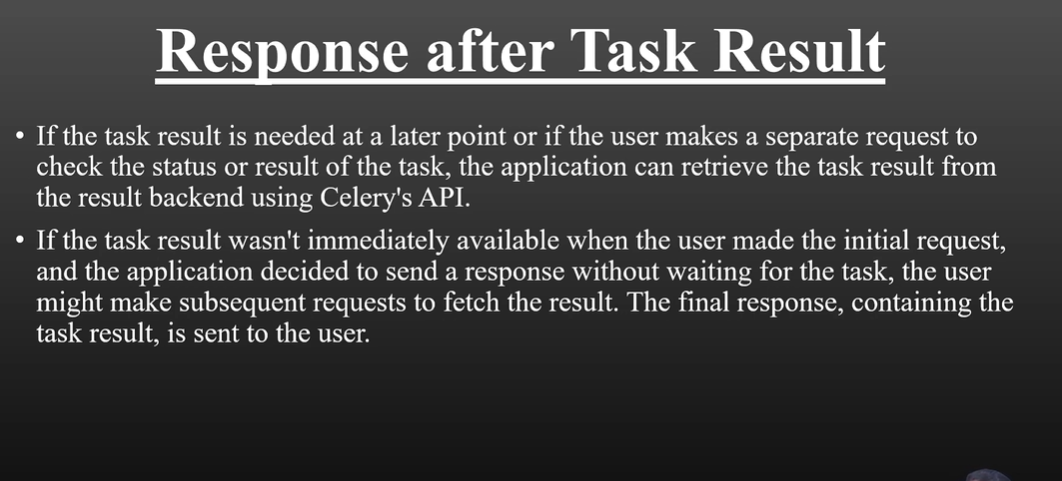 Response after Task Result
• If the task result is needed at a later point or if the user makes a separate request to
check the status or result of the task, the application can retrieve the task result from
the result backend using Celery's API.
• If the task result wasn't immediately available when the user made the initial request,
and the application decided to send a response without waiting for the task, the user
might make subsequent requests to fetch the result. The final response, containing the
task result, is sent to the user.